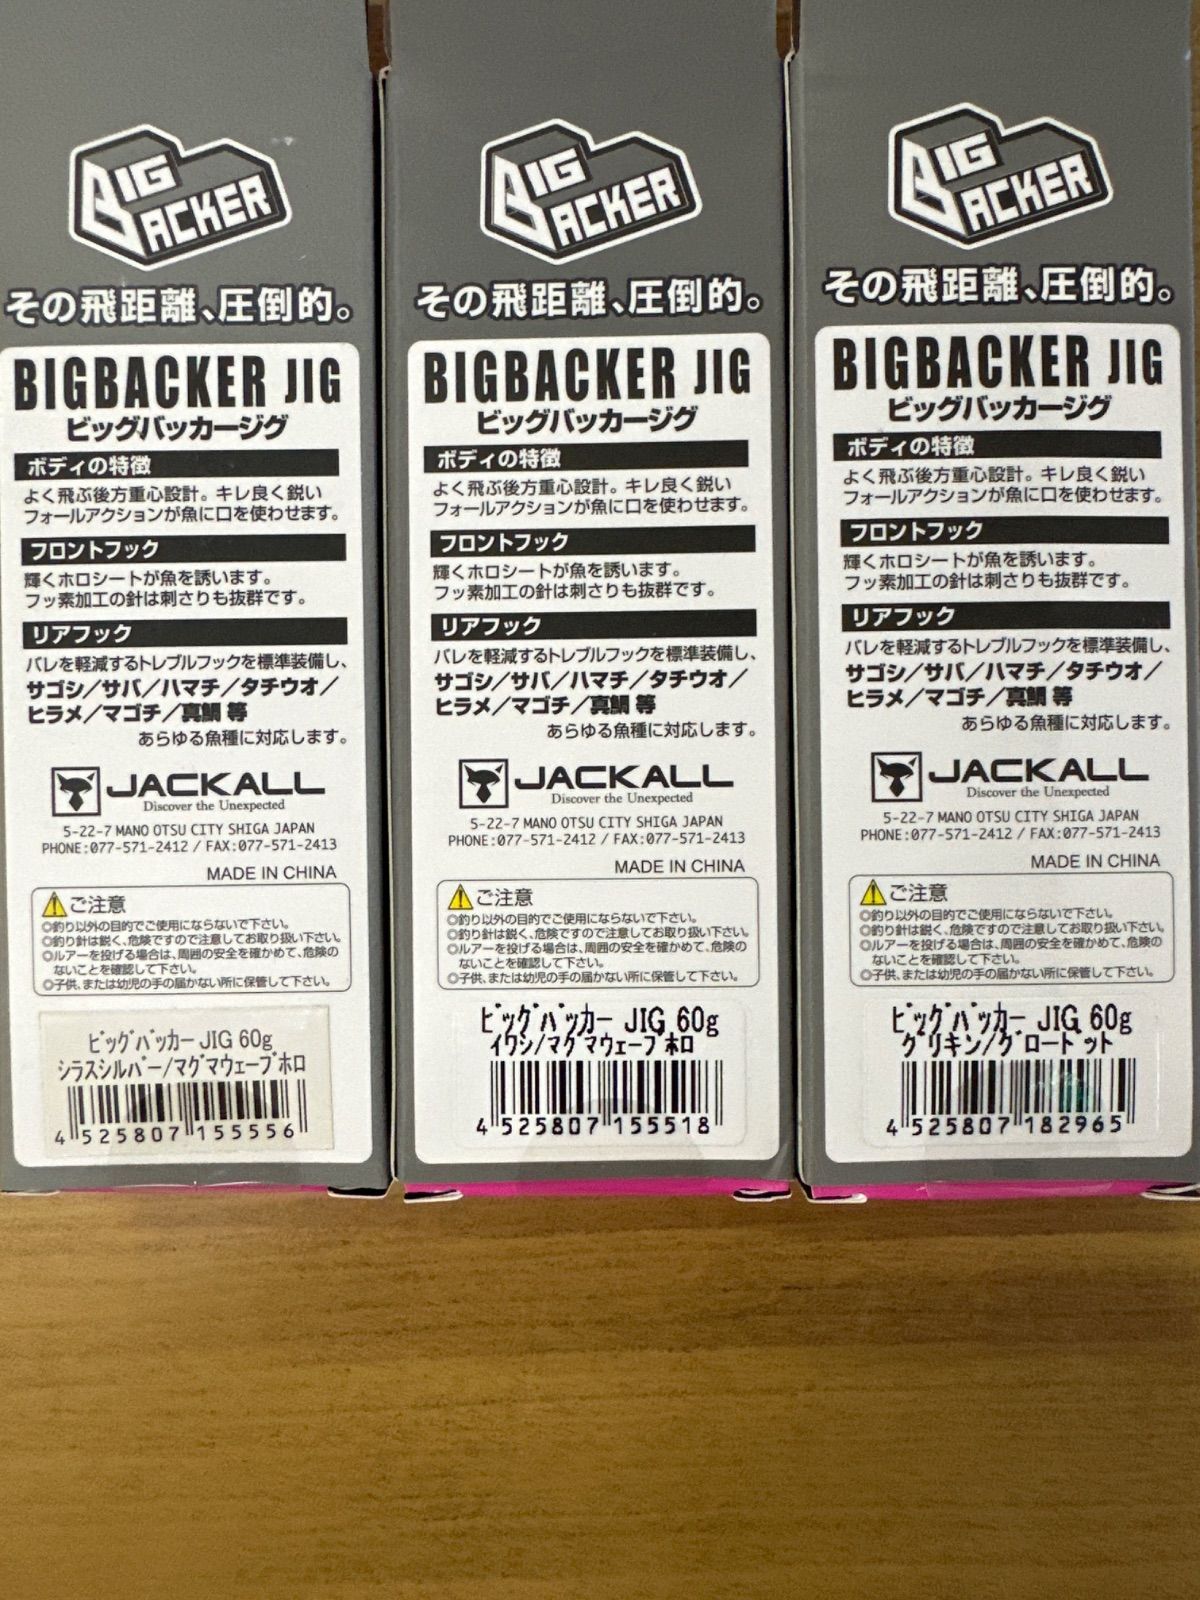 BIG
BACKER
その飛距離、圧倒的。
BIGBACKER JIG
ビッグバッカージグ
ボディの特徴
よく飛ぶ後方重心設計。キレ良く鋭い
フォールアクションが魚に口を使わせます。
フロントフック
輝くホロシートが魚を誘います。
フッ素加工の針は刺さりも抜群です。
リアフック
バレを軽減するトレブルフックを標準装備し、
サゴシ／サバ／ハマチ／タチウオ／
ヒラメ／マゴチ／真鯛 等
あらゆる魚種に対応します。
JACKALL
Discover the Unexpected
5-22-7 MANO OTSU CITY SHIGA JAPAN
PHONE:077-571-2412 / FAX:077-571-2413
MADE IN CHINA
ご注意
◎釣り以外の目的でご使用にならないで下さい。
◎釣り針は鋭く、危険ですので注意してお取り扱い下さい。
◎ルアーを投げる場合は、周囲の安全を確かめて、危険の
ないことを確認して下さい。
◎子供、または幼児の手の届かない所に保管して下さい。
ビッグバッカー JIG 60g
シラスシルバー/マグマウェーブホロ
4 525807 155556
BIG
BACKER
その飛距離、圧倒的。
BIGBACKER JIG
ビッグバッカージグ
ボディの特徴
よく飛ぶ後方重心設計。キレ良く鋭い
フォールアクションが魚に口を使わせます。
フロントフック
輝くホロシートが魚を誘います。
フッ素加工の針は刺さりも抜群です。
リアフック
バレを軽減するトレブルフックを標準装備し、
サゴシ／サバ／ハマチ／タチウオ／
ヒラメ／マゴチ／真鯛 等
あらゆる魚種に対応します。
JACKALL
Discover the Unexpected
5-22-7 MANO OTSU CITY SHIGA JAPAN
PHONE:077-571-2412 / FAX:077-571-2413
MADE IN CHINA
ご注意
◎釣り以外の目的でご使用にならないで下さい。
◎釣り針は鋭く、危険ですので注意してお取り扱い下さい。
◎ルアーを投げる場合は、周囲の安全を確かめて、危険の
ないことを確認して下さい。
◎子供、または幼児の手の届かない所に保管して下さい。
ビッグバッカー JIG 60g
イワシ/マグマウェーブホロ
4 525807 155518
BIG
BACKER
その飛距離、圧倒的。
BIGBACKER JIG
ビッグバッカージグ
ボディの特徴
よく飛ぶ後方重心設計。キレ良く鋭い
フォールアクションが魚に口を使わせます。
フロントフック
輝くホロシートが魚を誘います。
フッ素加工の針は刺さりも抜群です。
リアフック
バレを軽減するトレブルフックを標準装備し、
サゴシ／サバ／ハマチ／タチウオ／
ヒラメ／マゴチ／真鯛 等
あらゆる魚種に対応します。
JACKALL
Discover the Unexpected
5-22-7 MANO OTSU CITY SHIGA JAPAN
PHONE:077-571-2412 / FAX:077-571-2413
MADE IN CHINA
ご注意
◎釣り以外の目的でご使用にならないで下さい。
◎釣り針は鋭く、危険ですので注意してお取り扱い下さい。
◎ルアーを投げる場合は、周囲の安全を確かめて、危険の
ないことを確認して下さい。
◎子供、または幼児の手の届かない所に保管して下さい。
ビッグバッカー JIG 60g
グリキン/グロードット
4 525807 182965